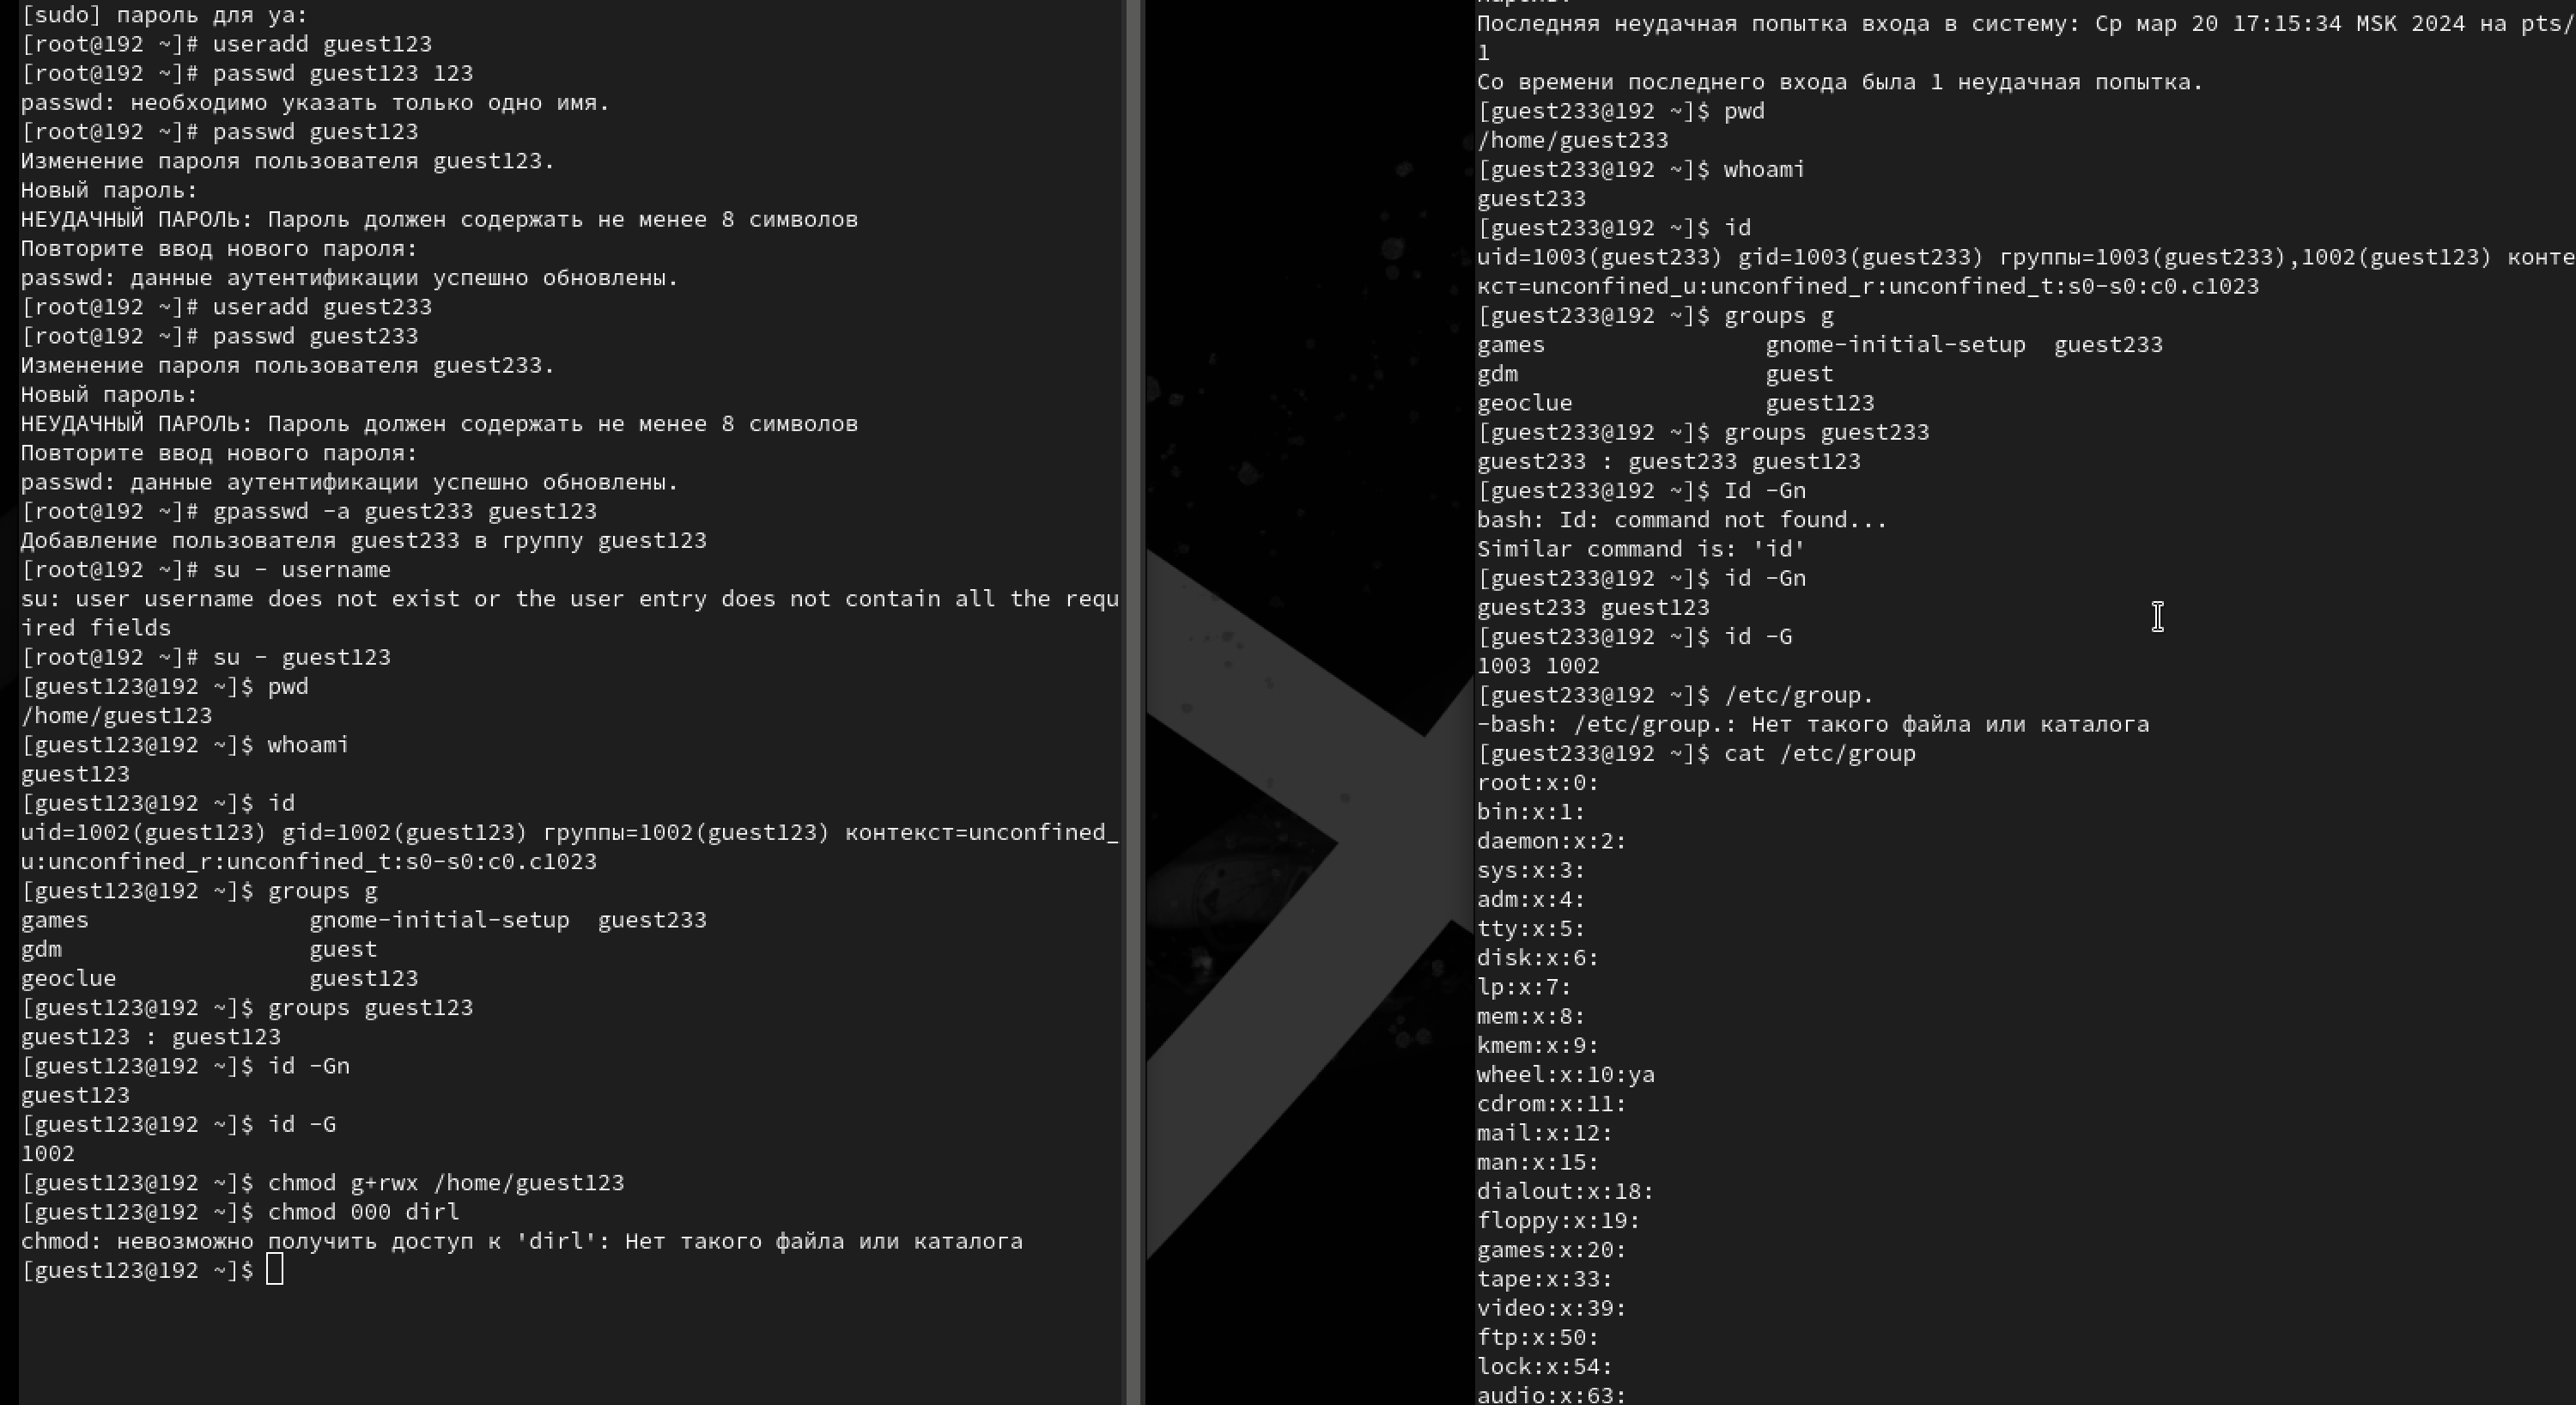 [sudo] пароль для ya:
[root@192 ~]# useradd guest123
[root@192 ~]# passwd guest123 123
passwd: необходимо указать только одно имя.
[root@192 ~]# passwd guest123
Изменение пароля пользователя guest123.
Новый пароль:
НЕУДАЧНЫЙ ПАРОЛЬ: Пароль должен содержать не менее 8 символов
Повторите ввод нового пароля:
passwd: данные аутентификации успешно обновлены.
[root@192 ~]# useradd guest233
[root@192 ~]# passwd guest233
Изменение пароля пользователя guest233.
Новый пароль:
НЕУДАЧНЫЙ ПАРОЛЬ: Пароль должен содержать не менее 8 символов
Повторите ввод нового пароля:
passwd: данные аутентификации успешно обновлены.
[root@192 ~]# gpasswd -a guest233 guest123
Добавление пользователя guest233 в группу guest123
[root@192 ~]# su - username
su: user username does not exist or the user entry does not contain all the requ
ired fields
[root@192 ~]# su - guest123
[guest123@192 ~]$ pwd
/home/guest123
[guest123@192 ~]$ whoami
guest123
[guest123@192 ~]$ id
uid=1002(guest123) gid=1002(guest123) группы=1002(guest123) контекст=unconfined_
u:unconfined_r:unconfined_t:s0-s0:c0.c1023
[guest123@192 ~]$ groups g
games                gnome-initial-setup  guest233
gdm                  guest
geoclue              guest123
[guest123@192 ~]$ groups guest123
guest123 : guest123
[guest123@192 ~]$ id -Gn
guest123
[guest123@192 ~]$ id -G
1002
[guest123@192 ~]$ chmod g+rwx /home/guest123
[guest123@192 ~]$ chmod 000 dirl
chmod: невозможно получить доступ к 'dirl': Нет такого файла или каталога
[guest123@192 ~]$
Последняя неудачная попытка входа в систему: Ср мар 20 17:15:34 MSK 2024 на pts/
1
Со времени последнего входа была 1 неудачная попытка.
[guest233@192 ~]$ pwd
/home/guest233
[guest233@192 ~]$ whoami
guest233
[guest233@192 ~]$ id
uid=1003(guest233) gid=1003(guest233) группы=1003(guest233),1002(guest123) конте
кст=unconfined_u:unconfined_r:unconfined_t:s0-s0:c0.c1023
[guest233@192 ~]$ groups g
games                gnome-initial-setup  guest233
gdm                  guest
geoclue              guest123
[guest233@192 ~]$ groups guest233
guest233 : guest233 guest123
[guest233@192 ~]$ Id -Gn
bash: Id: command not found...
Similar command is: 'id'
[guest233@192 ~]$ id -Gn
guest233 guest123
[guest233@192 ~]$ id -G
1003 1002
[guest233@192 ~]$ /etc/group.
-bash: /etc/group.: Нет такого файла или каталога
[guest233@192 ~]$ cat /etc/group
root:x:0:
bin:x:1:
daemon:x:2:
sys:x:3:
adm:x:4:
tty:x:5:
disk:x:6:
lp:x:7:
mem:x:8:
kmem:x:9:
wheel:x:10:ya
cdrom:x:11:
mail:x:12:
man:x:15:
dialout:x:18:
floppy:x:19:
games:x:20:
tape:x:33:
video:x:39:
ftp:x:50:
lock:x:54:
audio:x:63: